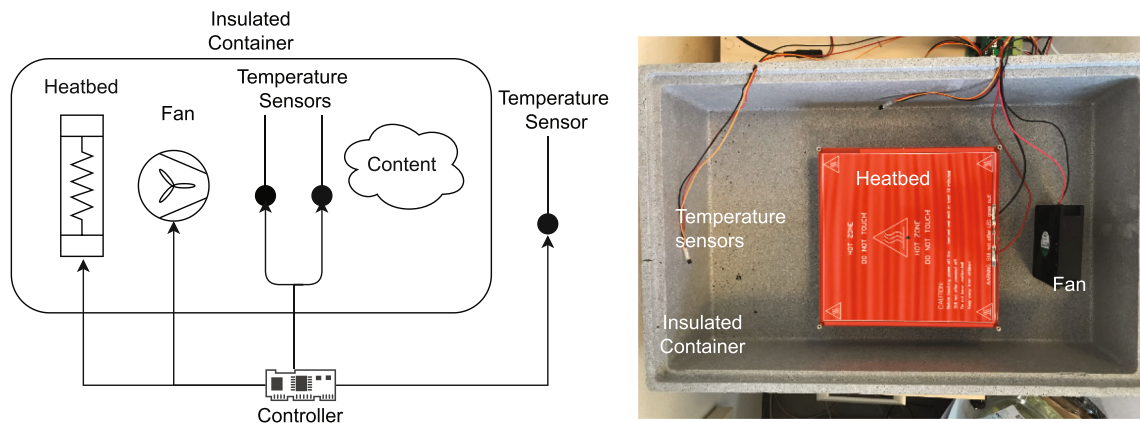 Insulated
Container
Heatbed
Fan
Temperature
Sensors
Content
Temperature
Sensor
Controller
Heatbed
Temperature
sensors
HOT ZONE
DO NOT TOUCH!
HOT ZONE
DO NOT TOUCH!
CAUTION:
Fan
Insulated
Container